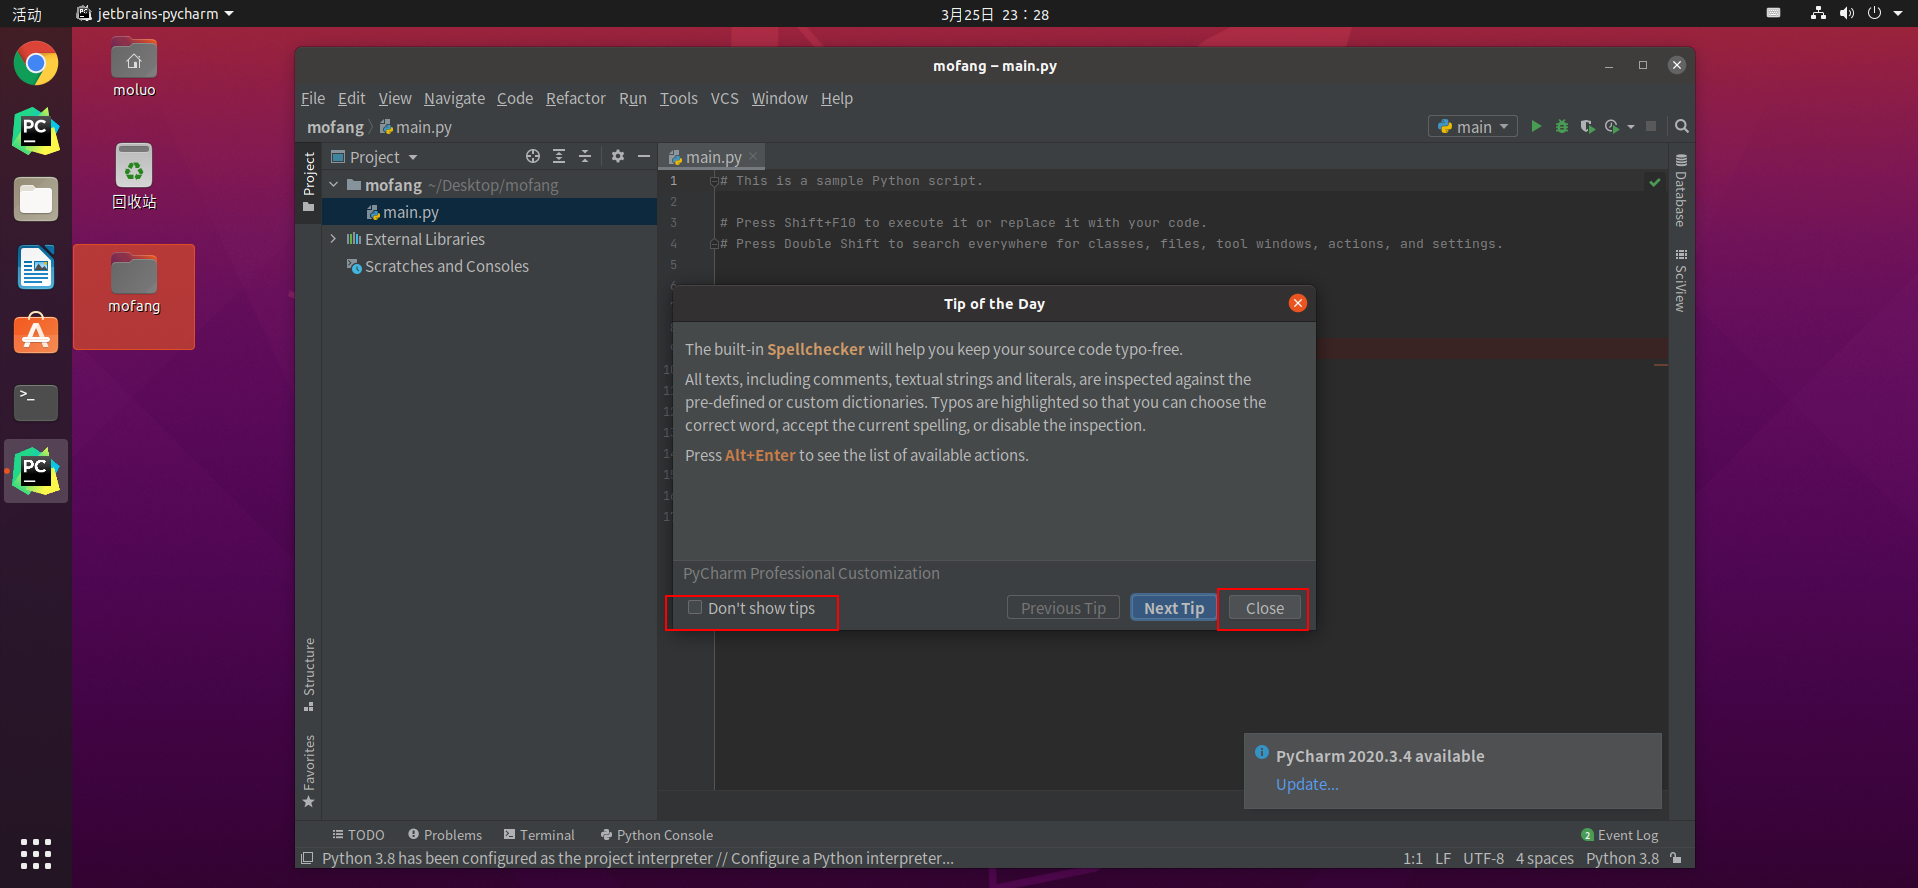 活动
jetbrains-pycharm
3月25日 23：28
moluo
回收站
mofang
mofang – main.py
File Edit View Navigate Code Refactor Run Tools VCS Window Help
mofang main.py
main
Project
Project
main.py
mofang ~/Desktop/mofang
main.py
External Libraries
Scratches and Consoles
1 # This is a sample Python script.
2
3 # Press Shift+F10 to execute it or replace it with your code.
4 # Press Double Shift to search everywhere for classes, files, tool windows, actions, and settings.
5
Database
SciView
Tip of the Day
The built-in Spellchecker will help you keep your source code typo-free.
All texts, including comments, textual strings and literals, are inspected against the
pre-defined or custom dictionaries. Typos are highlighted so that you can choose the
correct word, accept the current spelling, or disable the inspection.
Press Alt+Enter to see the list of available actions.
PyCharm Professional Customization
Don't show tips
Previous Tip
Next Tip
Close
Structure
Favorites
PyCharm 2020.3.4 available
Update...
TODO Problems Terminal Python Console
2 Event Log
Python 3.8 has been configured as the project interpreter // Configure a Python interpreter...
1:1 LF UTF-8 4 spaces Python 3.8
PC
PC